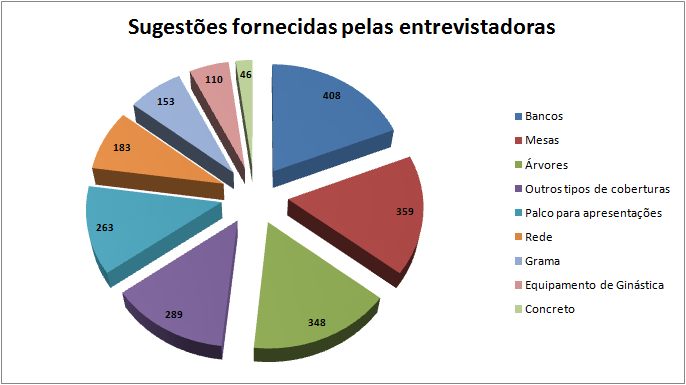 Sugestões fornecidas pelas entrevistadoras
408
359
348
289
263
183
153
110
46
Bancos
Mesas
Árvores
Outros tipos de coberturas
Palco para apresentações
Rede
Grama
Equipamento de Ginástica
Concreto